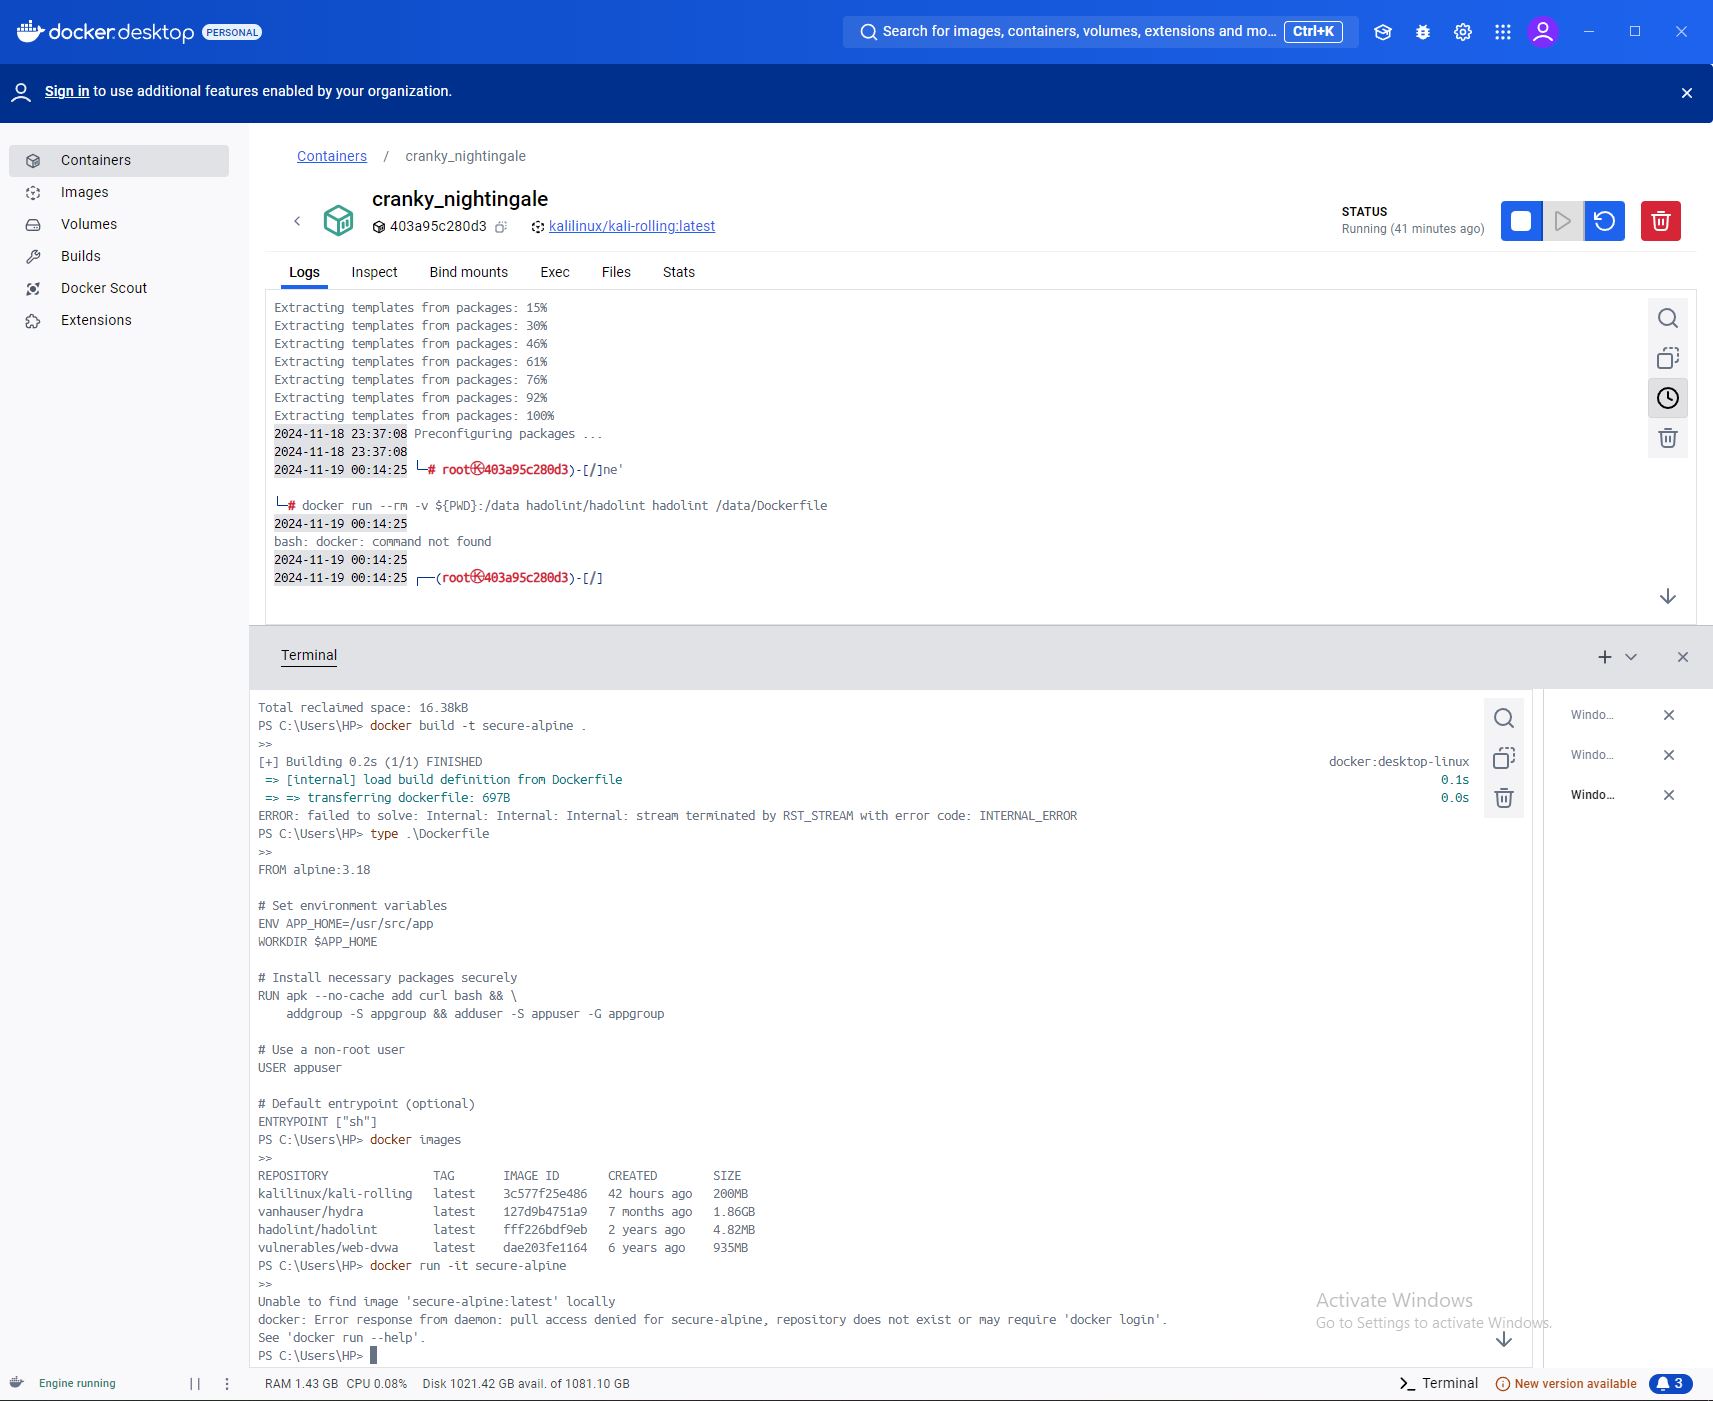 docker.desktop PERSONAL
Search for images, containers, volumes, extensions and mo... Ctrl+K
Sign in to use additional features enabled by your organization.
Containers
Images
Volumes
Builds
Docker Scout
Extensions
Containers / cranky_nightingale
cranky_nightingale
403a95c280d3 kalilinux/kali-rolling:latest
STATUS
Running (41 minutes ago)
Logs Inspect Bind mounts Exec Files Stats
Extracting templates from packages: 15%
Extracting templates from packages: 30%
Extracting templates from packages: 46%
Extracting templates from packages: 61%
Extracting templates from packages: 76%
Extracting templates from packages: 92%
Extracting templates from packages: 100%
2024-11-18 23:37:08 Preconfiguring packages ...
2024-11-18 23:37:08
2024-11-19 00:14:25 └─# root㉿403a95c280d3)-[/]ne'
└─# docker run --rm -v ${PWD}:/data hadolint/hadolint hadolint /data/Dockerfile
2024-11-19 00:14:25
bash: docker: command not found
2024-11-19 00:14:25
2024-11-19 00:14:25 ┌──(root㉿403a95c280d3)-[/]
Terminal
Total reclaimed space: 16.38kB
PS C:\Users\HP> docker build -t secure-alpine .
>>
[+] Building 0.2s (1/1) FINISHED docker:desktop-linux
=> [internal] load build definition from Dockerfile 0.1s
=> => transferring dockerfile: 697B 0.0s
ERROR: failed to solve: Internal: Internal: Internal: stream terminated by RST_STREAM with error code: INTERNAL_ERROR
PS C:\Users\HP> type .\Dockerfile
>>
FROM alpine:3.18
# Set environment variables
ENV APP_HOME=/usr/src/app
WORKDIR $APP_HOME
# Install necessary packages securely
RUN apk --no-cache add curl bash && \
addgroup -S appgroup && adduser -S appuser -G appgroup
# Use a non-root user
USER appuser
# Default entrypoint (optional)
ENTRYPOINT ["sh"]
PS C:\Users\HP> docker images
>>
REPOSITORY TAG IMAGE ID CREATED SIZE
kalilinux/kali-rolling latest 3c577f25e486 42 hours ago 200MB
vanhauser/hydra latest 127d9b4751a9 7 months ago 1.86GB
hadolint/hadolint latest fff226bdf9eb 2 years ago 4.82MB
vulnerables/web-dvwa latest dae203fe1164 6 years ago 935MB
PS C:\Users\HP> docker run -it secure-alpine
>>
Unable to find image 'secure-alpine:latest' locally
docker: Error response from daemon: pull access denied for secure-alpine, repository does not exist or may require 'docker login'.
See 'docker run --help'.
PS C:\Users\HP>
Windo...
Windo...
Windo...
Activate Windows
Go to Settings to activate Windows.
Engine running RAM 1.43 GB CPU 0.08% Disk 1021.42 GB avail. of 1081.10 GB Terminal New version available 3